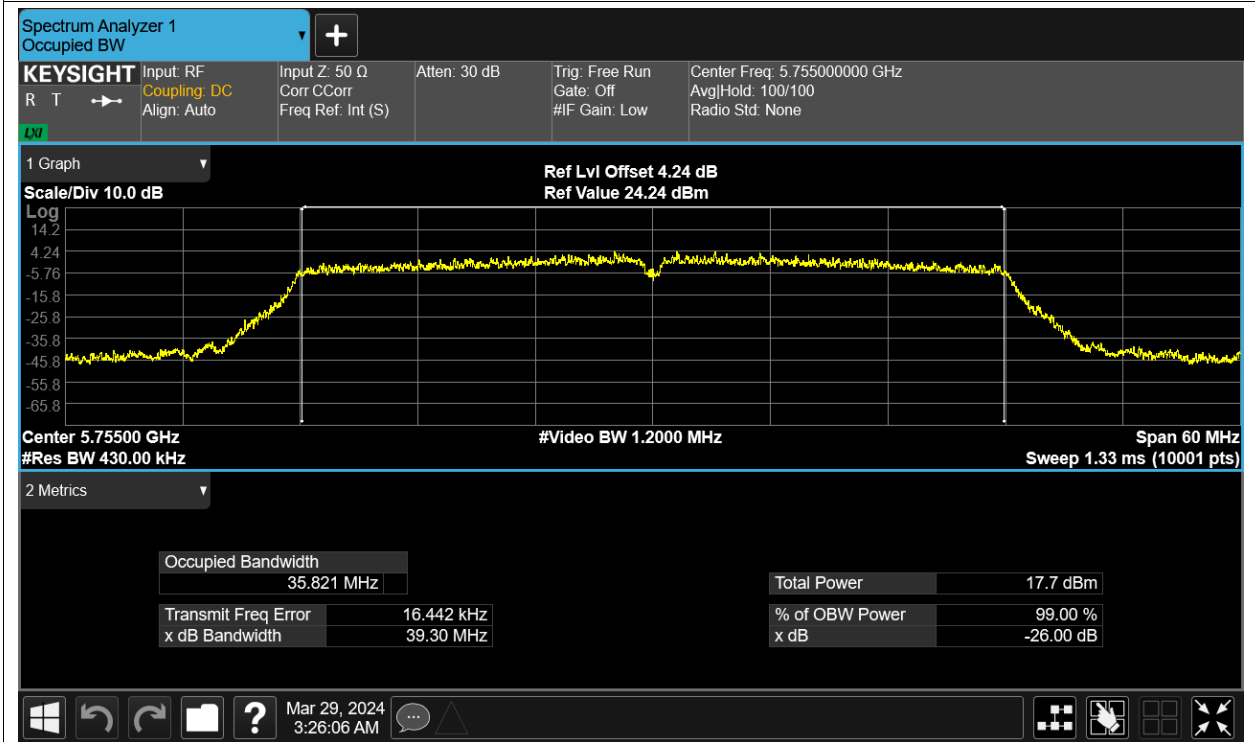 Spectrum Analyzer 1
Occupied BW
KEYSIGHT
R T
LXI
Input: RF
Coupling: DC
Align: Auto
Input Z: 50 Ω
Corr CCorr
Freq Ref: Int (S)
Atten: 30 dB
Trig: Free Run
Gate: Off
#IF Gain: Low
Center Freq: 5.755000000 GHz
Avg|Hold: 100/100
Radio Std: None
1 Graph
Scale/Div 10.0 dB
Ref Lvl Offset 4.24 dB
Ref Value 24.24 dBm
Log
14.2
4.24
-5.76
-15.8
-25.8
-35.8
-45.8
-55.8
-65.8
Center 5.75500 GHz
#Res BW 430.00 kHz
#Video BW 1.2000 MHz
Span 60 MHz
Sweep 1.33 ms (10001 pts)
2 Metrics
Occupied Bandwidth
35.821 MHz
Transmit Freq Error 16.442 kHz
x dB Bandwidth 39.30 MHz
Total Power 17.7 dBm
% of OBW Power 99.00 %
x dB -26.00 dB
?
Mar 29, 2024
3:26:06 AM